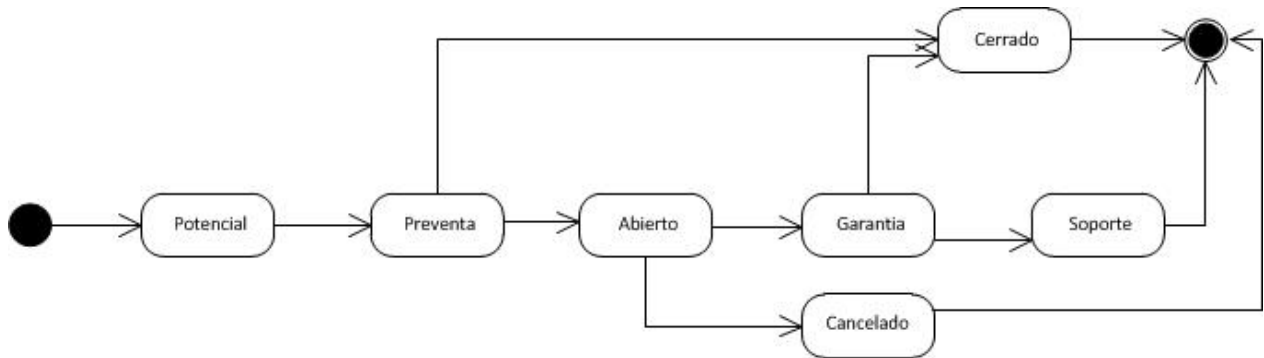 Cerrado
Potencial
Preventa
Abierto
Garantia
Soporte
Cancelado